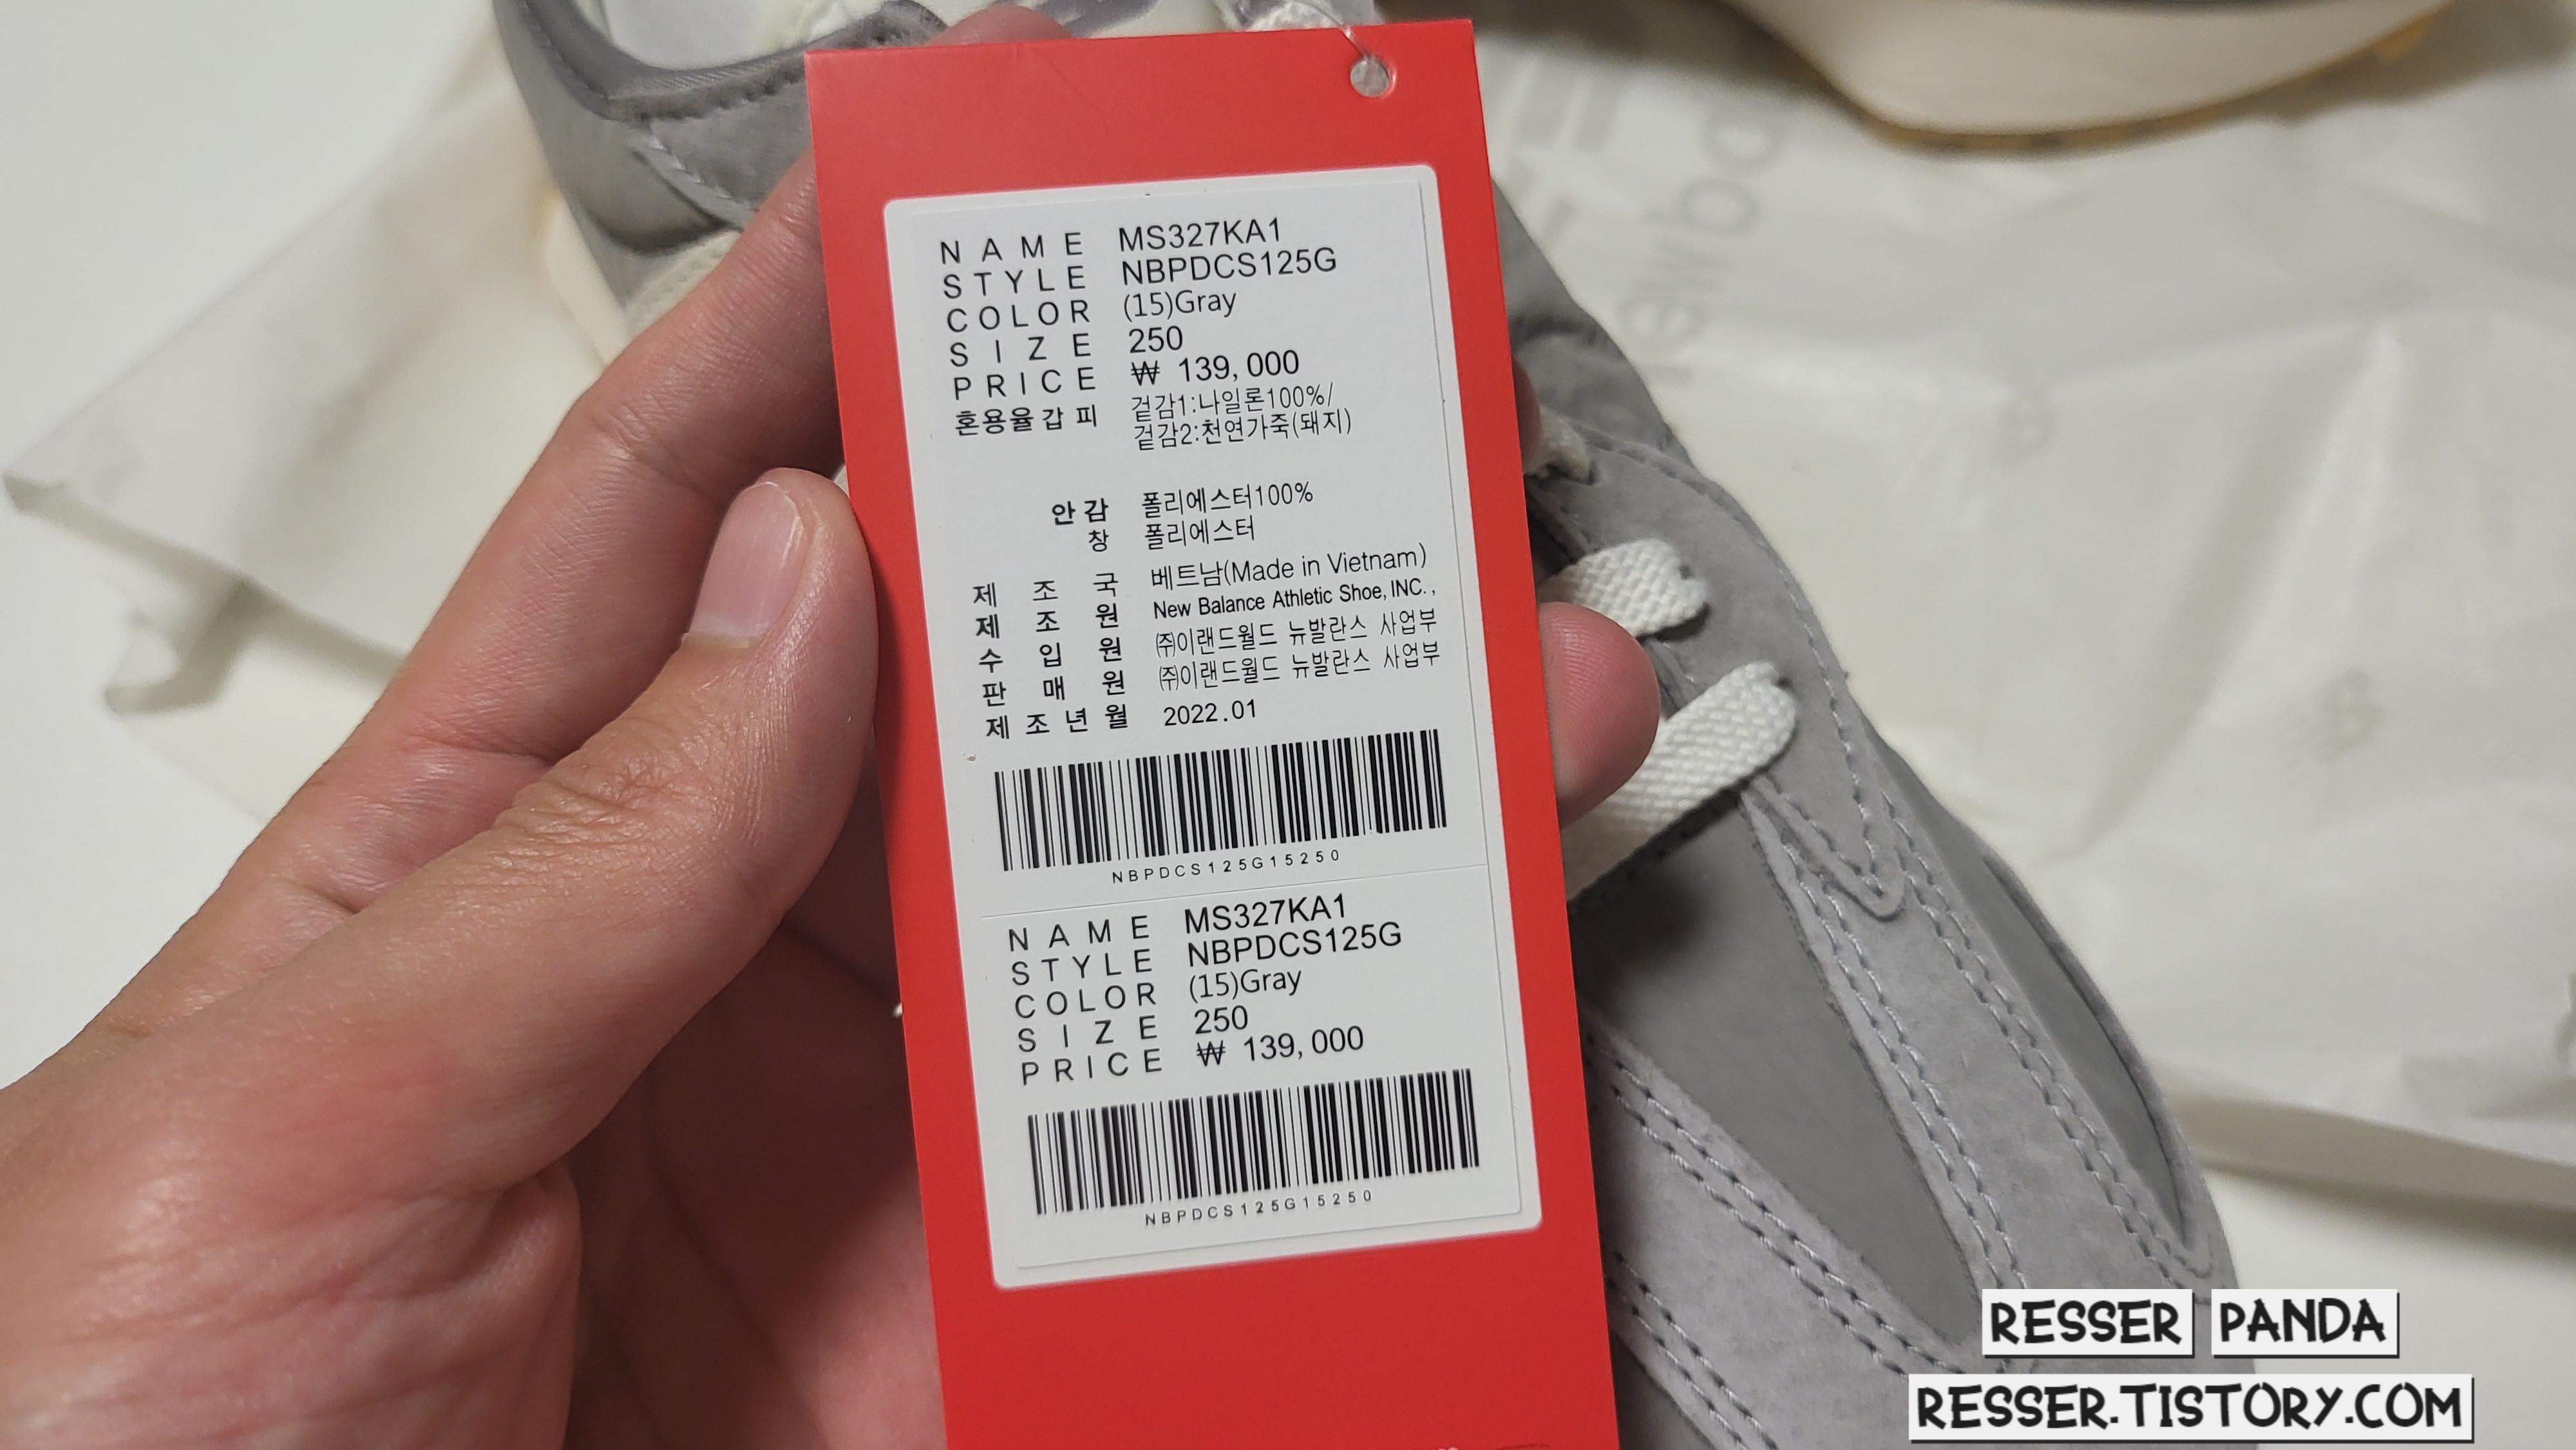 NAME MS327KA1
STYLE NBPDCS125G
COLOR (15)Gray
SIZE 250
PRICE ₩ 139,000
혼용율갑피 겉감1:나일론100%/
겉감2:천연가죽(돼지)
안감 폴리에스터100%
창 폴리에스터
제조국 베트남(Made in Vietnam)
제조원 New Balance Athletic Shoe, INC. ,
수입원 ㈜이랜드월드 뉴발란스 사업부
판매원 ㈜이랜드월드 뉴발란스 사업부
제조년월 2022.01
NBPDCS125G15250
NAME MS327KA1
STYLE NBPDCS125G
COLOR (15)Gray
SIZE 250
PRICE ₩ 139,000
NBPDCS125G15250
RESSER PANDA
RESSER.TISTORY.COM